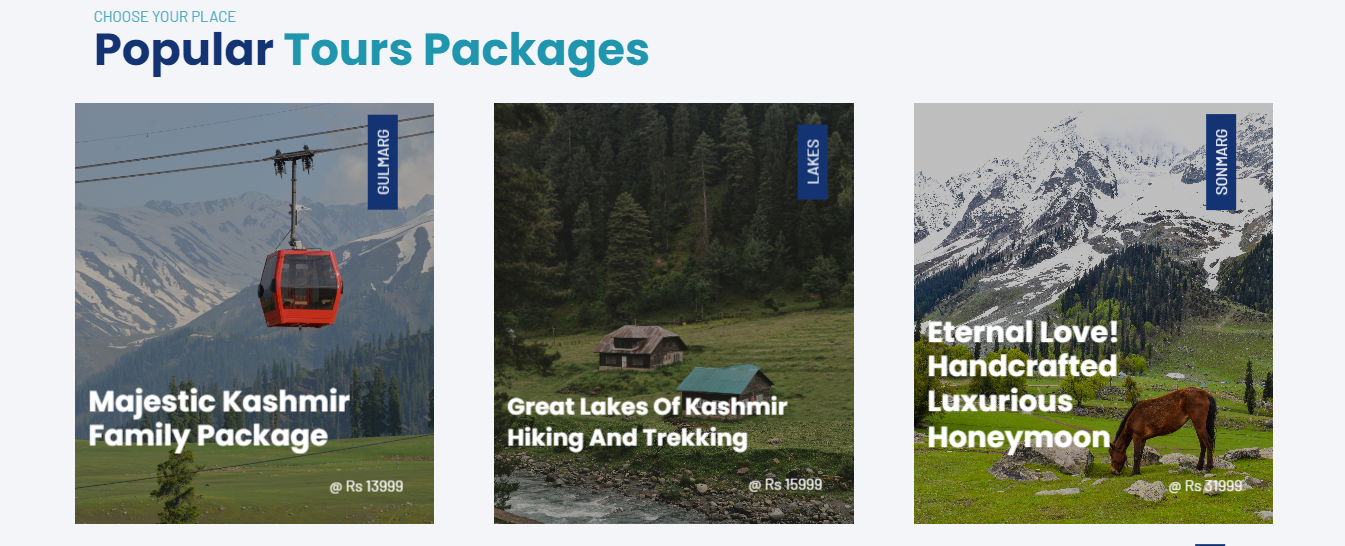 CHOOSE YOUR PLACE
Popular Tours Packages
GULMARG
Majestic Kashmir
Family Package
@ Rs 13999
LAKES
Great Lakes Of Kashmir
Hiking And Trekking
@ Rs 15999
SONMARG
Eternal Love!
Handcrafted
Luxurious
Honeymoon
@ Rs 31999